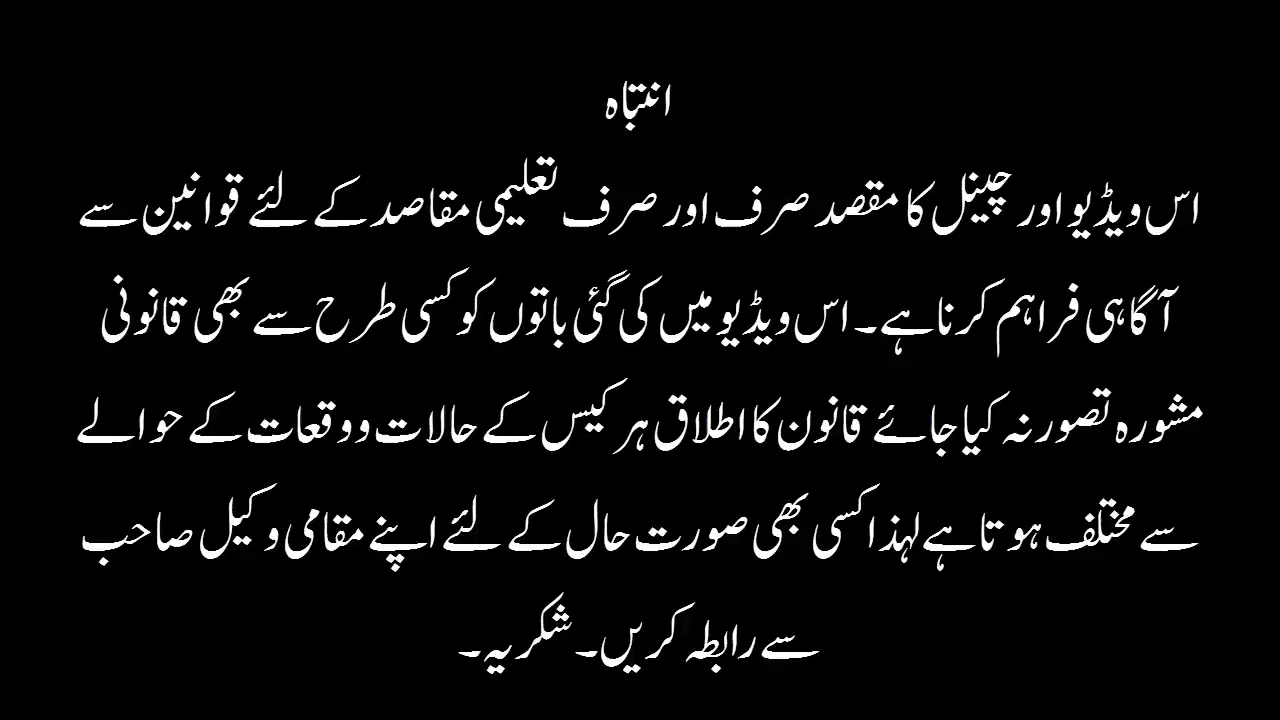 انتباہ
اس ویڈیو اور چینل کا مقصد صرف اور صرف تعلیمی مقاصد کے لئے قوانین سے
آگاہی فراہم کرنا ہے۔ اس ویڈیو میں کی گئی باتوں کو کسی طرح سے بھی قانونی
مشورہ تصور نہ کیا جائے قانون کا اطلاق ہر کیس کے حالات و وقعات کے حوالے
سے مختلف ہوتا ہے لہذا کسی بھی صورت حال کے لئے اپنے مقامی وکیل صاحب
سے رابطہ کریں۔ شکریہ۔